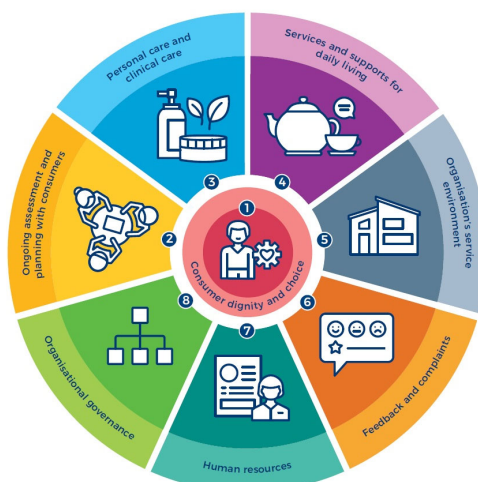 1
Consumer dignity and choice
2
Ongoing assessment and
planning with consumers
3
Personal care and
clinical care
4
Services and supports for
daily living
5
Organisation's service
environment
6
Feedback and complaints
7
Human resources
8
Organisational governance